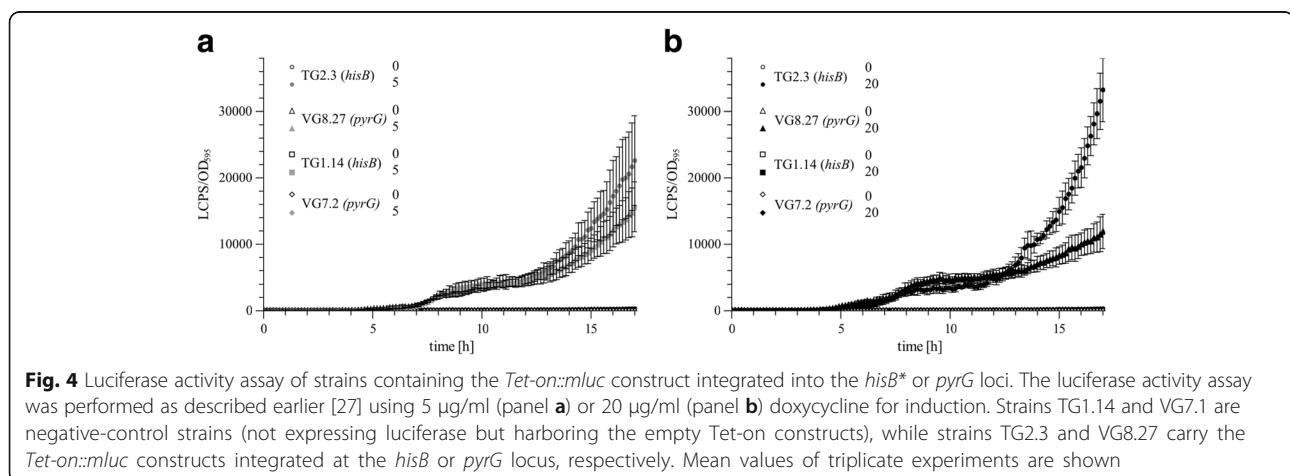 a
TG2.3 (hisB) 0
5
VG8.27 (pyrG) 0
5
TG1.14 (hisB) 0
5
VG7.2 (pyrG) 0
5
LCPS/OD595
30000
20000
10000
0
0 5 10 15
time [h]
b
TG2.3 (hisB) 0
20
VG8.27 (pyrG) 0
20
TG1.14 (hisB) 0
20
VG7.2 (pyrG) 0
20
LCPS/OD595
30000
20000
10000
0
0 5 10 15
time [h]
Fig. 4 Luciferase activity assay of strains containing the Tet-on::mluc construct integrated into the hisB* or pyrG loci. The luciferase activity assay
was performed as described earlier [27] using 5 μg/ml (panel a) or 20 μg/ml (panel b) doxycycline for induction. Strains TG1.14 and VG7.1 are
negative-control strains (not expressing luciferase but harboring the empty Tet-on constructs), while strains TG2.3 and VG8.27 carry the
Tet-on::mluc constructs integrated at the hisB or pyrG locus, respectively. Mean values of triplicate experiments are shown